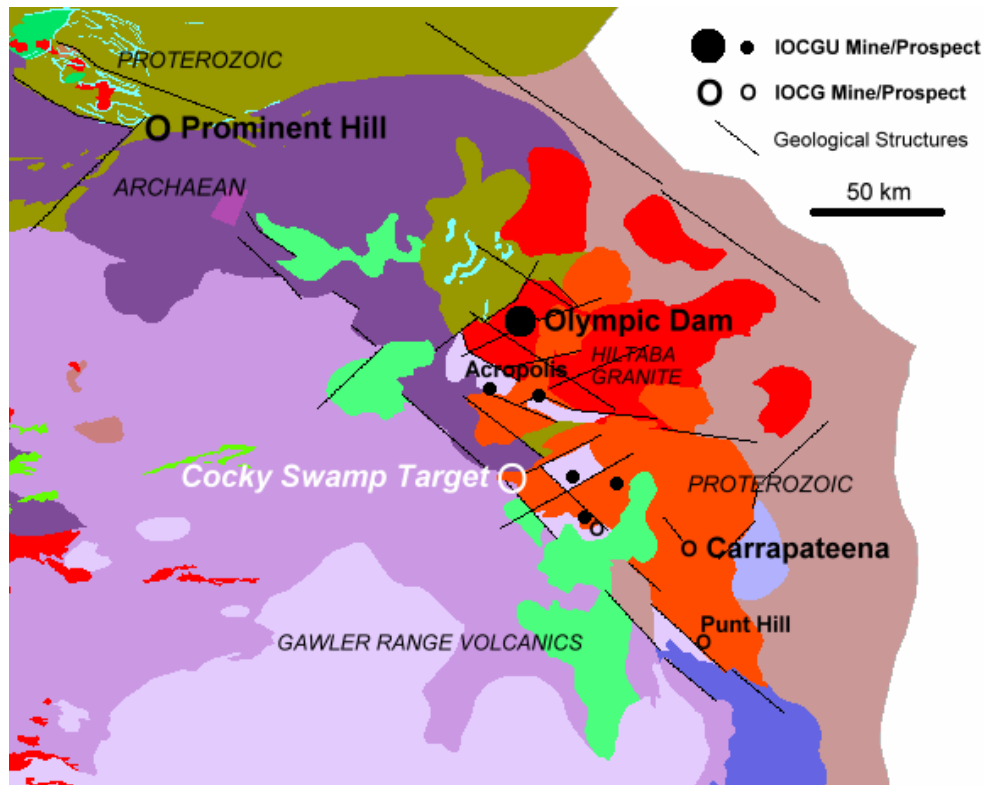 PROTEROZOIC
IOCGU Mine/Prospect
IOCG Mine/Prospect
Prominent Hill
Geological Structures
ARCHAEAN
50 km
Olympic Dam
HILTABA
GRANITE
Acropolis
Cocky Swamp Target
PROTEROZOIC
Carrapateena
Punt Hill
GAWLER RANGE VOLCANICS